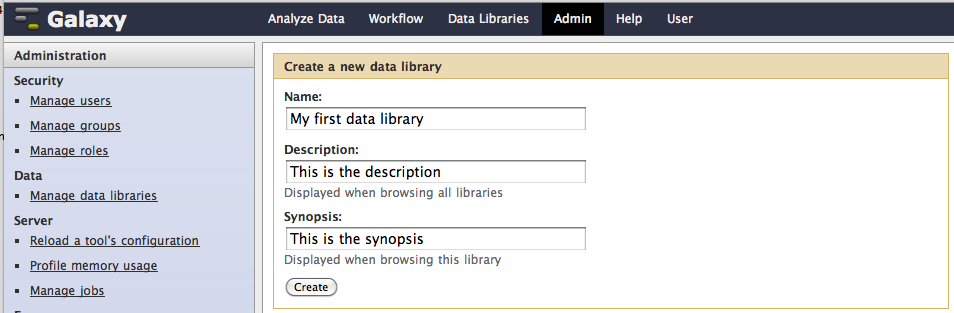 Galaxy
Analyze Data Workflow Data Libraries Admin Help User
Administration
Security
Manage users
Manage groups
Manage roles
Data
Manage data libraries
Server
Reload a tool's configuration
Profile memory usage
Manage jobs
Create a new data library
Name:
My first data library
Description:
This is the description
Displayed when browsing all libraries
Synopsis:
This is the synopsis
Displayed when browsing this library
Create